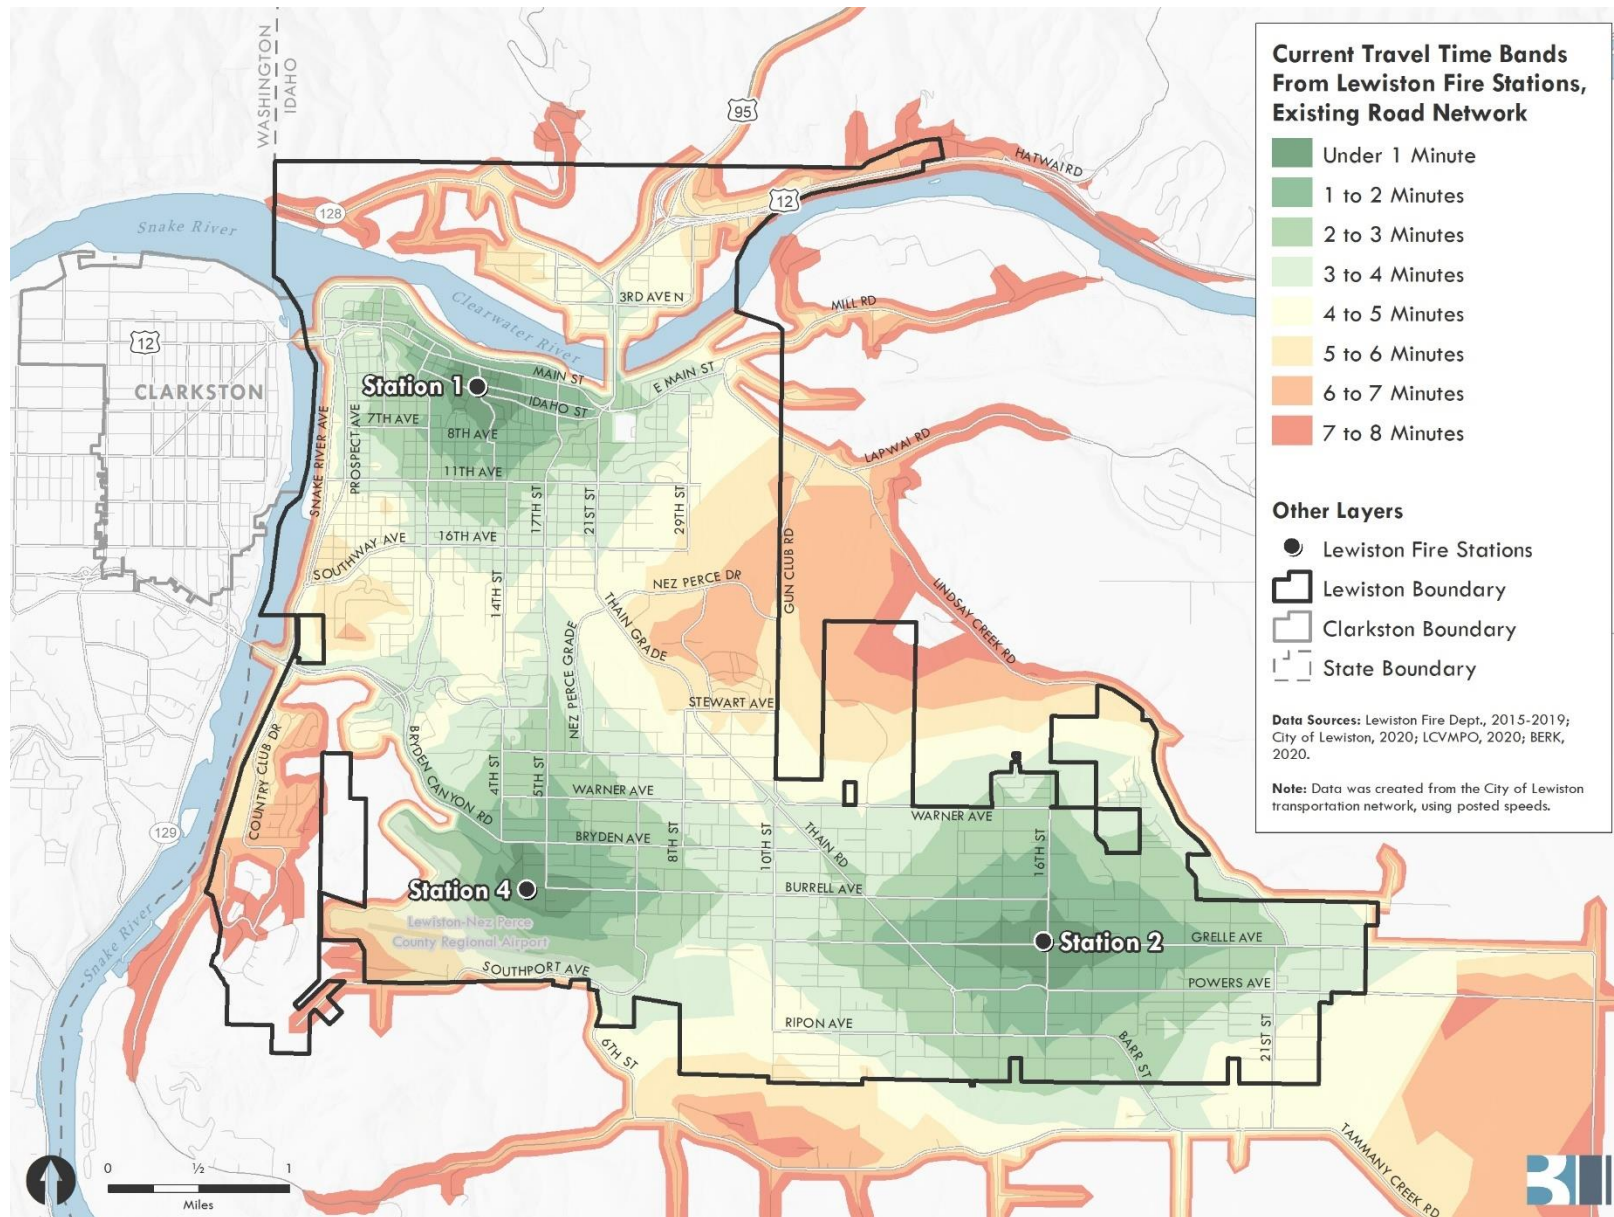 WASHINGTON
IDAHO
95
HATWAI RD
12
128
Snake River
Clearwater River
3RD AVE N
MILL RD
12
CLARKSTON
Station 1
MAIN ST
E MAIN ST
IDAHO ST
7TH AVE
8TH AVE
11TH AVE
SNAKE RIVER AVE
PROSPECT AVE
17TH ST
21ST ST
29TH ST
LAPWAI RD
16TH AVE
SOUTHWAY AVE
14TH ST
NEZ PERCE DR
GUN CLUB RD
THAIN GRADE
NEZ PERCE GRADE
LINDSAY CREEK RD
STEWART AVE
COUNTRY CLUB DR
BRYDEN CANYON RD
4TH ST
5TH ST
WARNER AVE
WARNER AVE
BRYDEN AVE
8TH ST
10TH ST
THAIN RD
16TH ST
129
Station 4
BURRELL AVE
Lewiston-Nez Perce
County Regional Airport
Station 2
GRELLE AVE
Snake River
SOUTHPORT AVE
POWERS AVE
RIPON AVE
BARR ST
21ST ST
6TH ST
TAMMANY CREEK RD
0 ½ 1
Miles
Current Travel Time Bands
From Lewiston Fire Stations,
Existing Road Network
Under 1 Minute
1 to 2 Minutes
2 to 3 Minutes
3 to 4 Minutes
4 to 5 Minutes
5 to 6 Minutes
6 to 7 Minutes
7 to 8 Minutes
Other Layers
Lewiston Fire Stations
Lewiston Boundary
Clarkston Boundary
State Boundary
Data Sources: Lewiston Fire Dept., 2015-2019;
City of Lewiston, 2020; LCVMPO, 2020; BERK,
2020.
Note: Data was created from the City of Lewiston
transportation network, using posted speeds.